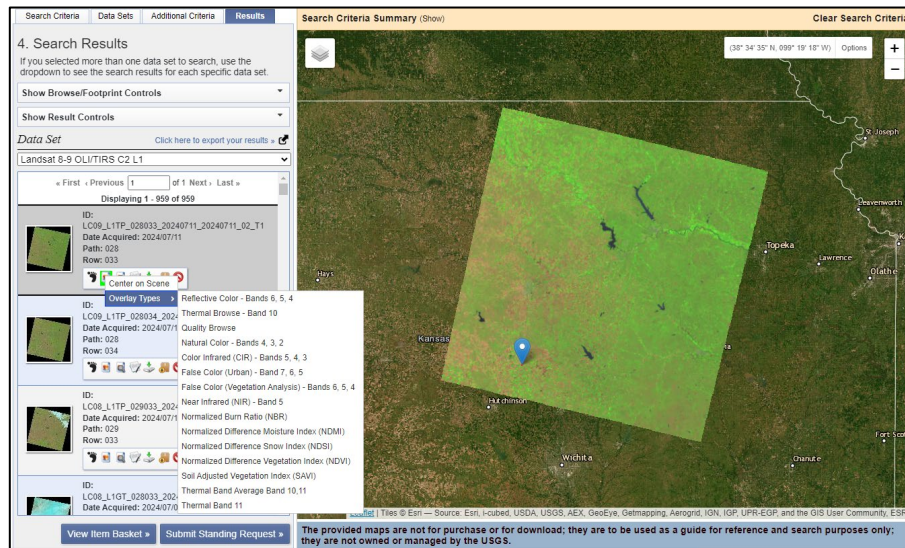 Search Criteria
Data Sets
Additional Criteria
Results
Search Criteria Summary (Show)
Clear Search Criteria
4. Search Results
If you selected more than one data set to search, use the
dropdown to see the search results for each specific data set.
Show Browse/Footprint Controls
Show Result Controls
Data Set
Click here to export your results »
Landsat 8-9 OLI/TIRS C2 L1
« First ‹ Previous 1 of 1 Next › Last »
Displaying 1 - 959 of 959
ID:
LC09_L1TP_028033_20240711_20240711_02_T1
Date Acquired: 2024/07/11
Path: 028
Row: 033
Center on Scene
Overlay Types ›
Reflective Color - Bands 6, 5, 4
Thermal Browse - Band 10
Quality Browse
Natural Color - Bands 4, 3, 2
Color Infrared (CIR) - Bands 5, 4, 3
False Color (Urban) - Band 7, 6, 5
False Color (Vegetation Analysis) - Bands 6, 5, 4
Near Infrared (NIR) - Band 5
Normalized Burn Ratio (NBR)
Normalized Difference Moisture Index (NDMI)
Normalized Difference Snow Index (NDSI)
Normalized Difference Vegetation Index (NDVI)
Soil Adjusted Vegetation Index (SAVI)
Thermal Band Average Band 10,11
Thermal Band 11
ID:
LC09_L1TP_028034_2024
Date Acquired: 2024/07/1
Path: 028
Row: 034
ID:
LC08_L1TP_029033_2024
Date Acquired: 2024/07/1
Path: 029
Row: 033
ID:
LC08_L1GT_028033_202
Date Acquired: 2024/07/0
View Item Basket »
Submit Standing Request »
(38° 34' 35" N, 099° 19' 18" W)
Options
+
−
St Joseph
Leavenworth
Topeka
Lawrence
Olathe
Hays
Kansas
Hutchinson
Wichita
Chanute
Fort Scot
Leaflet | Tiles © Esri — Source: Esri, i-cubed, USDA, USGS, AEX, GeoEye, Getmapping, Aerogrid, IGN, IGP, UPR-EGP, and the GIS User Community, ESR
The provided maps are not for purchase or for download; they are to be used as a guide for reference and search purposes only;
they are not owned or managed by the USGS.